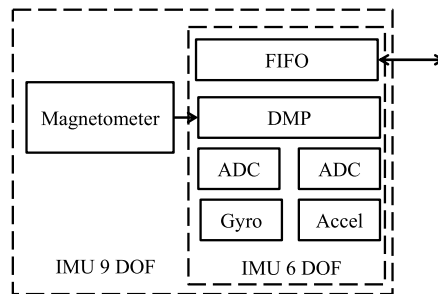 FIFO
Magnetometer
DMP
ADC
ADC
Gyro
Accel
IMU 9 DOF
IMU 6 DOF